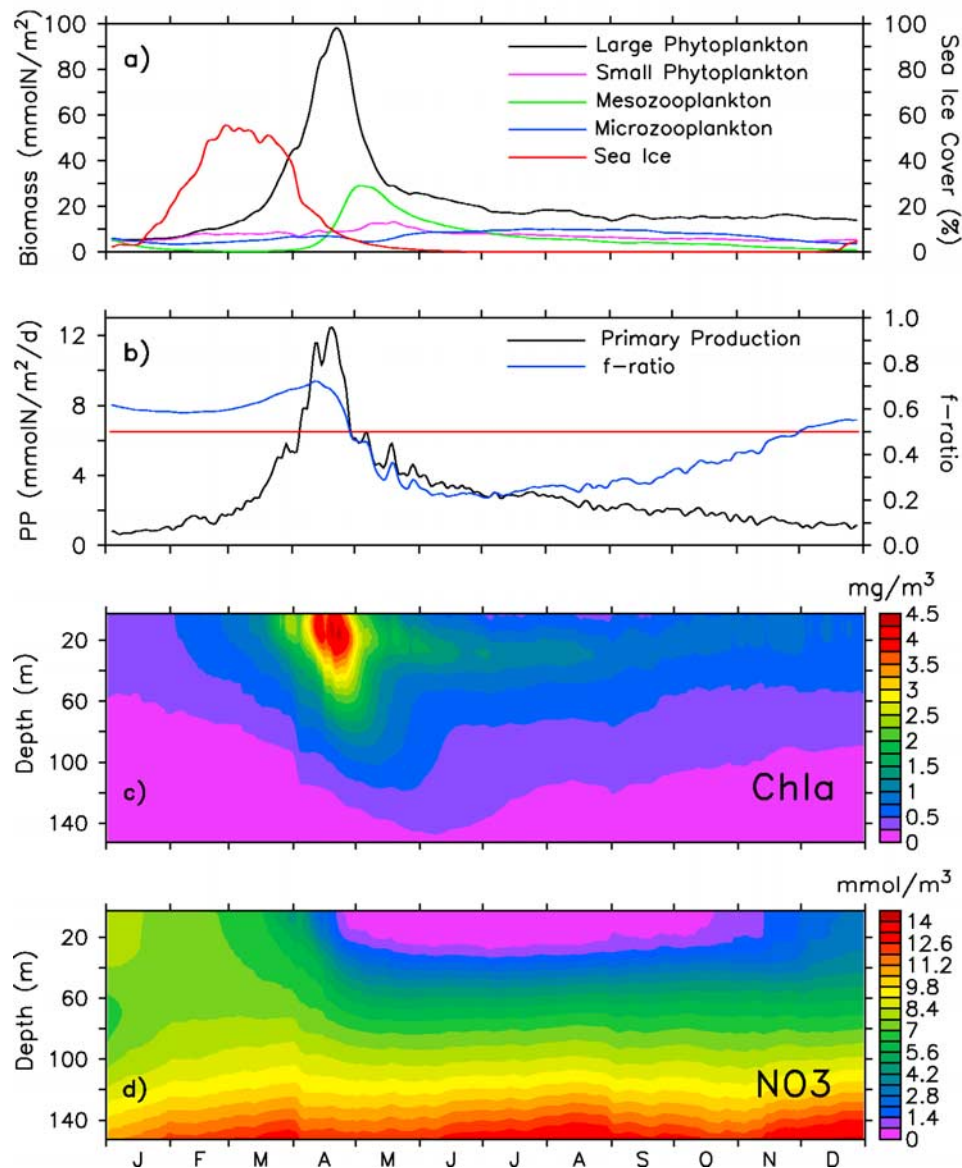 a)
Biomass (mmolN/m²)
100
80
60
40
20
0
Large Phytoplankton
Small Phytoplankton
Mesozooplankton
Microzooplankton
Sea Ice
100
80
60
40
20
0
Sea Ice Cover (%)
b)
PP (mmolN/m²/d)
12
8
4
0
Primary Production
f-ratio
1.0
0.8
0.6
0.4
0.2
0.0
f-ratio
c)
Depth (m)
20
60
100
140
Chla
mg/m³
4.5
4
3.5
3
2.5
2
1.5
1
0.5
0
d)
Depth (m)
20
60
100
140
NO3
mmol/m³
14
12.6
11.2
9.8
8.4
7
5.6
4.2
2.8
1.4
0
J F M A M J J A S O N D